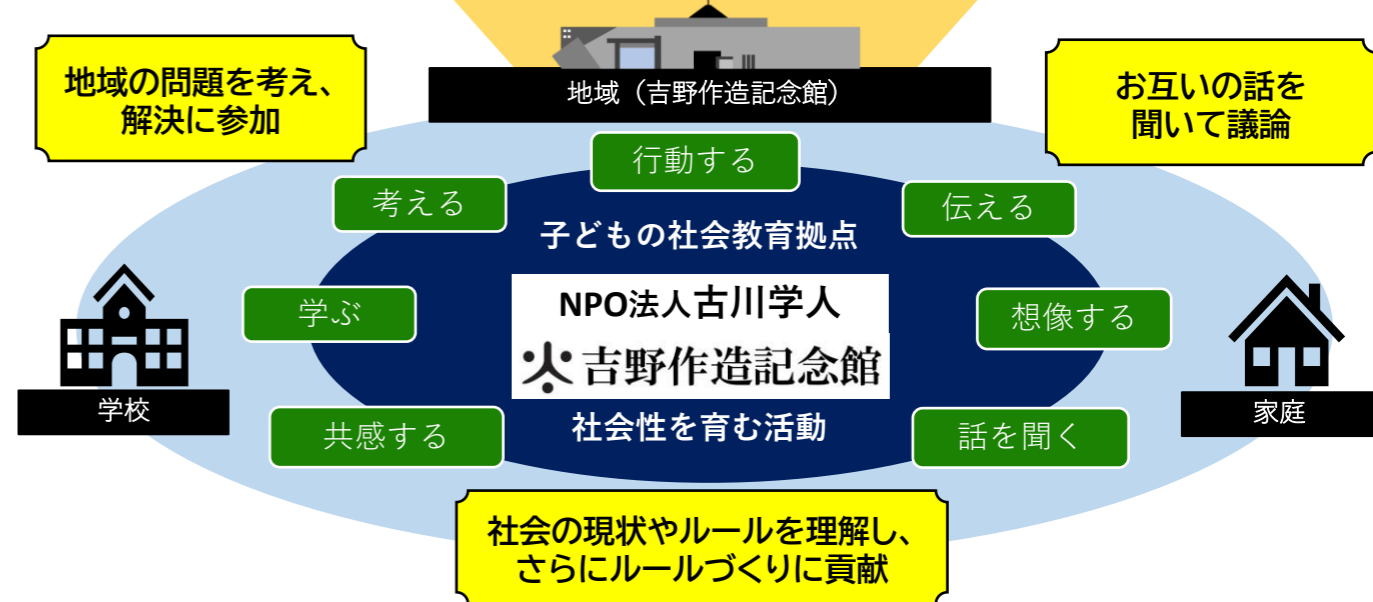 地域の問題を考え、
解決に参加
地域（吉野作造記念館）
お互いの話を
聞いて議論
行動する
考える
伝える
子どもの社会教育拠点
学ぶ
NPO法人古川学人
想像する
吉野作造記念館
学校
家庭
共感する
社会性を育む活動
話を聞く
社会の現状やルールを理解し、
さらにルールづくりに貢献